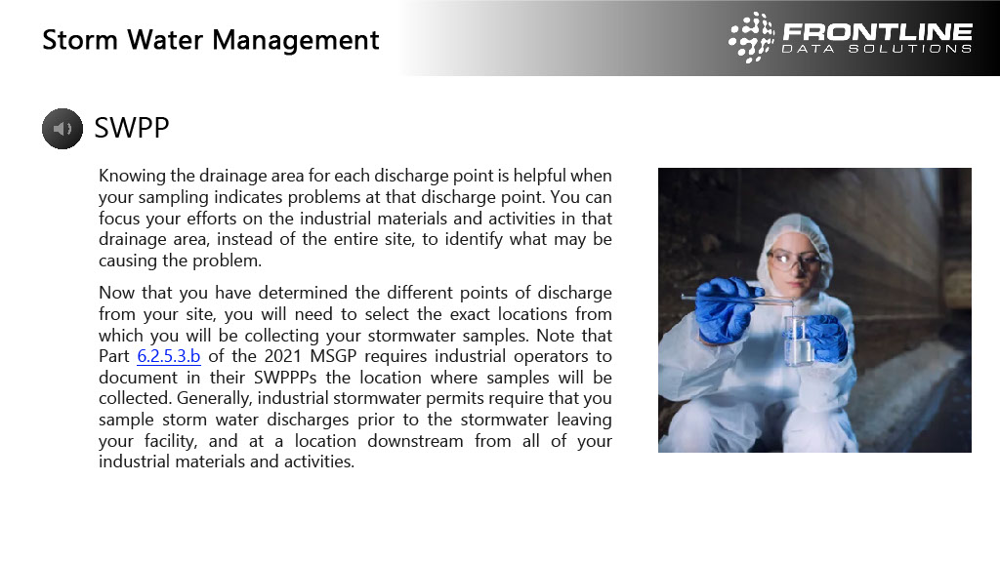 Storm Water Management
FRONTLINE
DATA SOLUTIONS
SWPP
Knowing the drainage area for each discharge point is helpful when
your sampling indicates problems at that discharge point. You can
focus your efforts on the industrial materials and activities in that
drainage area, instead of the entire site, to identify what may be
causing the problem.
Now that you have determined the different points of discharge
from your site, you will need to select the exact locations from
which you will be collecting your stormwater samples. Note that
Part 6.2.5.3.b of the 2021 MSGP requires industrial operators to
document in their SWPPPs the location where samples will be
collected. Generally, industrial stormwater permits require that you
sample storm water discharges prior to the stormwater leaving
your facility, and at a location downstream from all of your
industrial materials and activities.